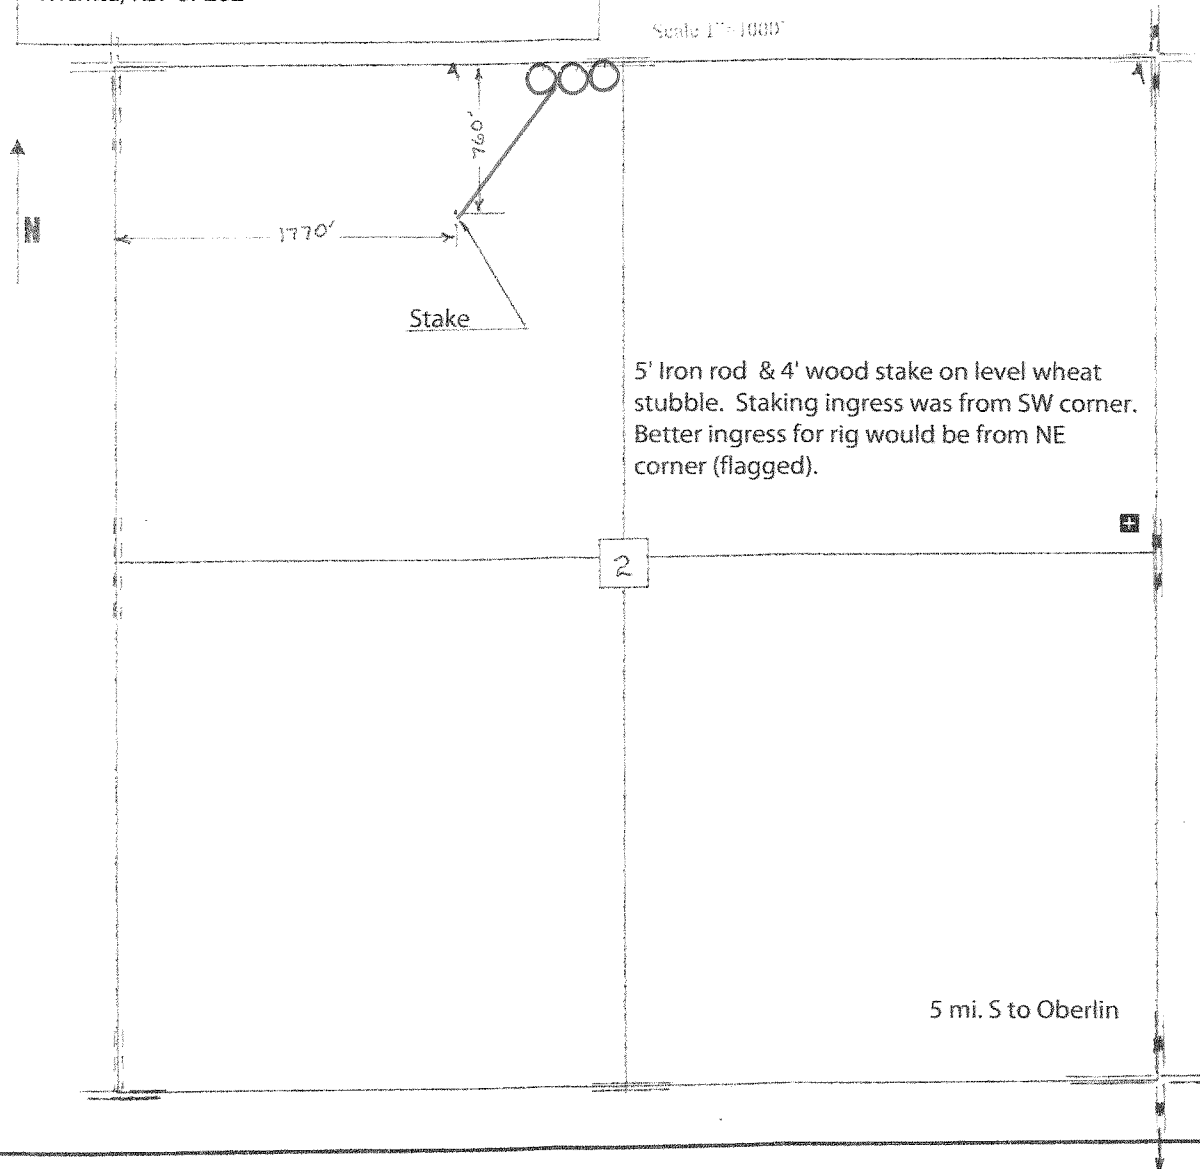 Scale 1"=1000'
760'
N
1770'
Stake
5' Iron rod & 4' wood stake on level wheat
stubble. Staking ingress was from SW corner.
Better ingress for rig would be from NE
corner (flagged).
2
5 mi. S to Oberlin